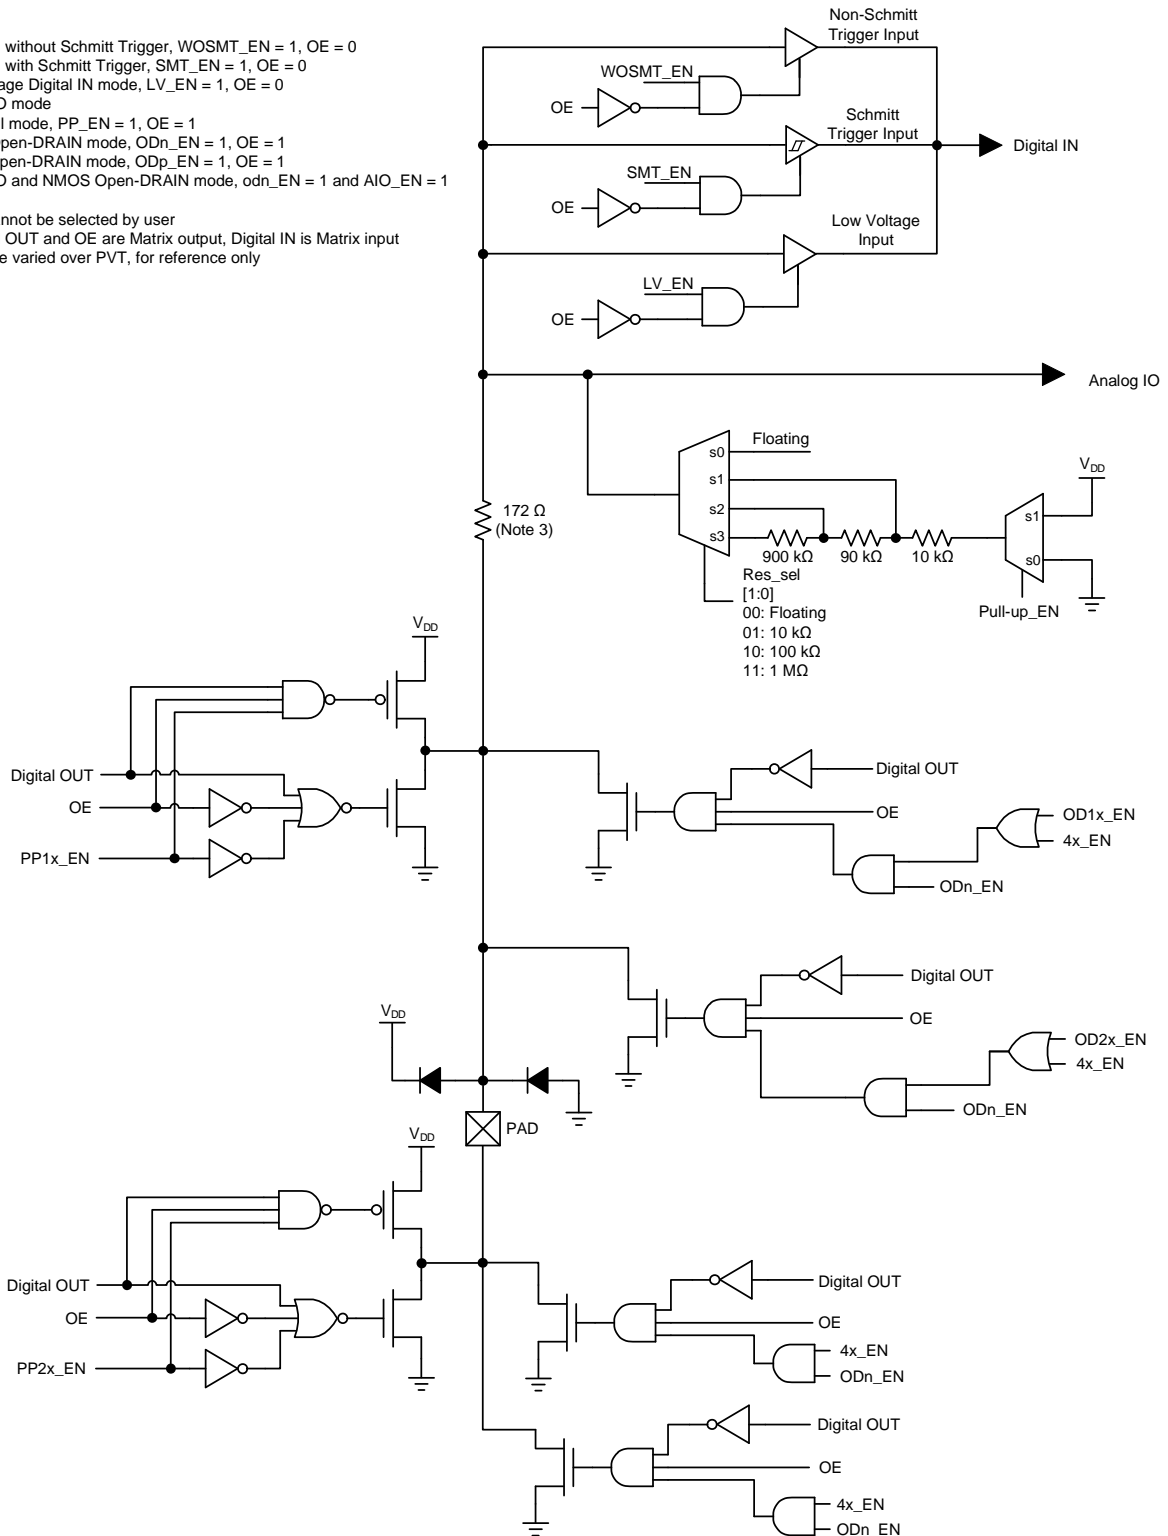 without Schmitt Trigger, WOSMT_EN = 1, OE = 0
with Schmitt Trigger, SMT_EN = 1, OE = 0
age Digital IN mode, LV_EN = 1, OE = 0
O mode
l mode, PP_EN = 1, OE = 1
pen-DRAIN mode, ODn_EN = 1, OE = 1
pen-DRAIN mode, ODp_EN = 1, OE = 1
O and NMOS Open-DRAIN mode, odn_EN = 1 and AIO_EN = 1
nnot be selected by user
OUT and OE are Matrix output, Digital IN is Matrix input
e varied over PVT, for reference only
Non-Schmitt
Trigger Input
WOSMT_EN
OE
Schmitt
Trigger Input
Digital IN
SMT_EN
OE
Low Voltage
Input
LV_EN
OE
Analog IO
Floating
s0
s1
s2
s3
VDD
s1
s0
172 Ω
(Note 3)
900 kΩ
90 kΩ
10 kΩ
Res_sel
[1:0]
00: Floating
01: 10 kΩ
10: 100 kΩ
11: 1 MΩ
Pull-up_EN
VDD
Digital OUT
OE
PP1x_EN
Digital OUT
OE
OD1x_EN
4x_EN
ODn_EN
Digital OUT
OE
OD2x_EN
4x_EN
ODn_EN
VDD
PAD
VDD
Digital OUT
OE
PP2x_EN
Digital OUT
OE
4x_EN
ODn_EN
Digital OUT
OE
4x_EN
ODn_EN